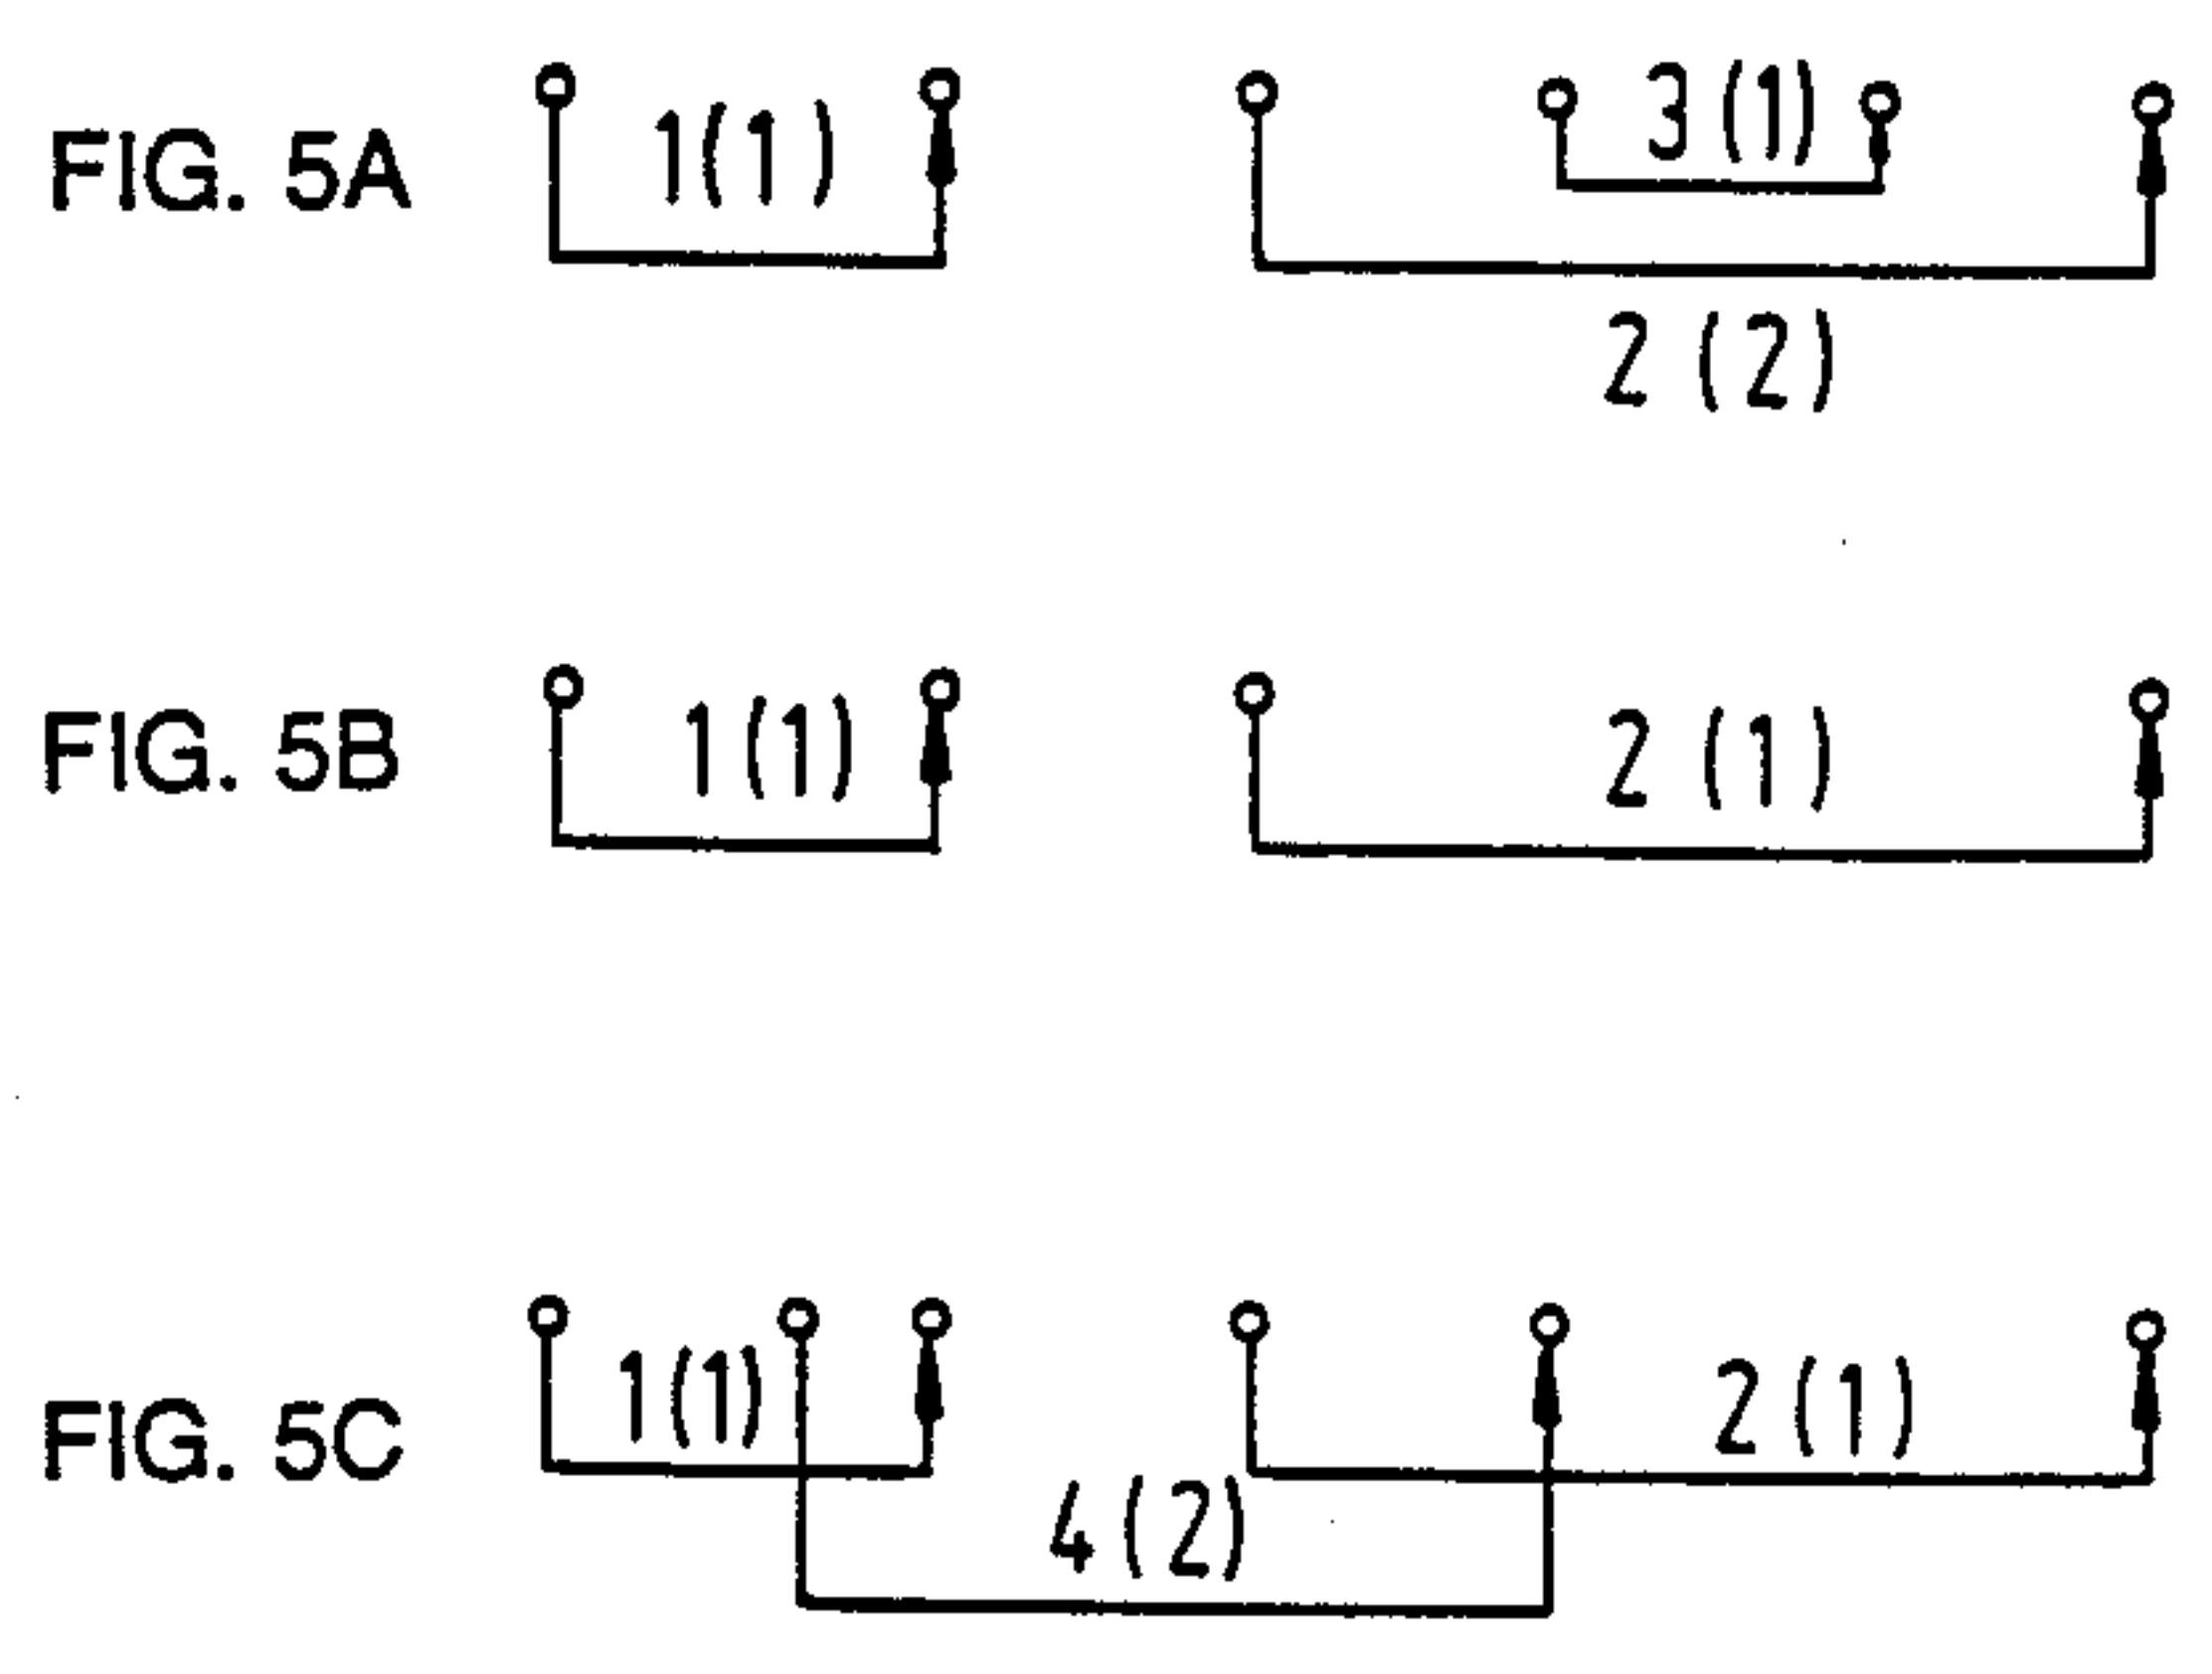 FIG. 5A 1(1) 3(1)
2(2)
FIG. 5B 1(1) 2(1)
FIG. 5C 1(1) 2(1)
4(2)